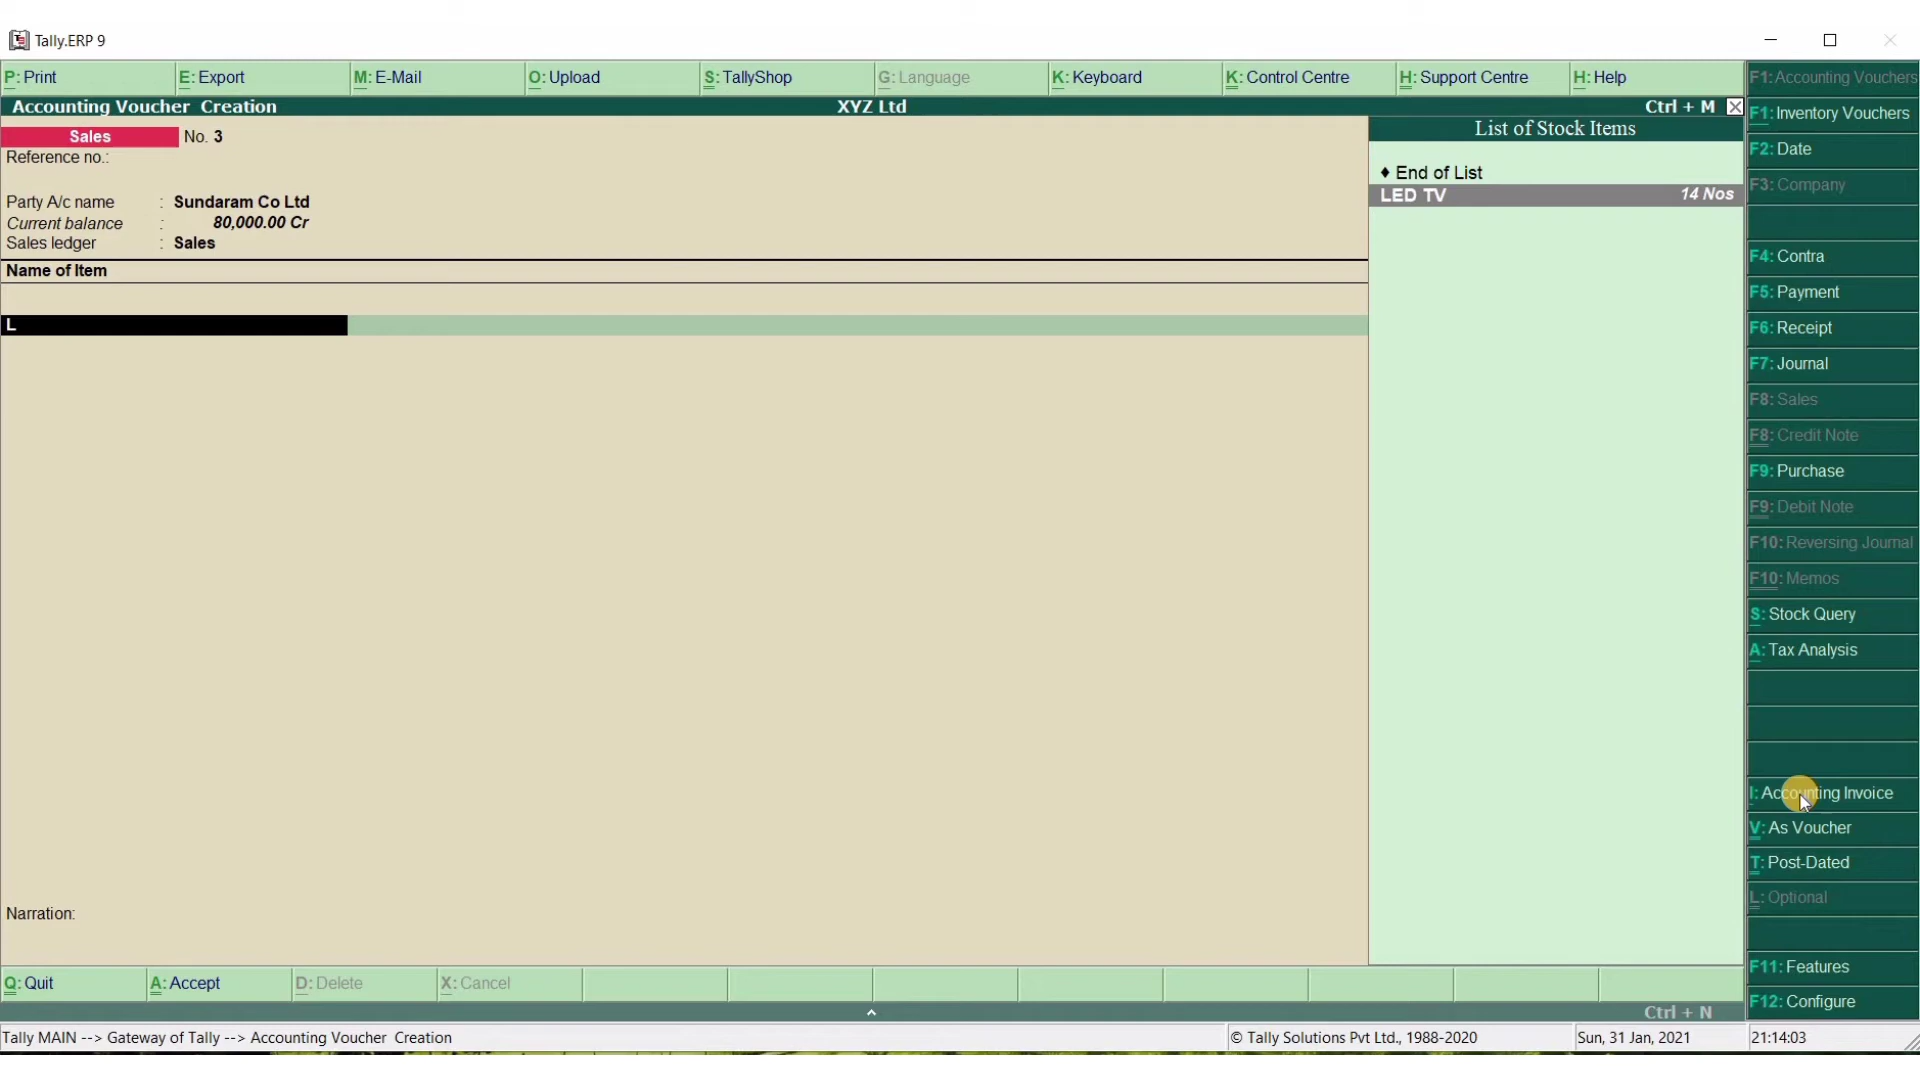 Tally.ERP 9
P: Print E: Export M: E-Mail O: Upload S: TallyShop G: Language K: Keyboard K: Control Centre H: Support Centre H: Help
Accounting Voucher Creation XYZ Ltd Ctrl + M
Sales No. 3
Reference no.:
Party A/c name : Sundaram Co Ltd
Current balance : 80,000.00 Cr
Sales ledger : Sales
Name of Item
L
Narration:
List of Stock Items
♦ End of List
LED TV 14 Nos
F1: Accounting Vouchers
F1: Inventory Vouchers
F2: Date
F3: Company
F4: Contra
F5: Payment
F6: Receipt
F7: Journal
F8: Sales
F8: Credit Note
F9: Purchase
F9: Debit Note
F10: Reversing Journal
F10: Memos
S: Stock Query
A: Tax Analysis
I: Accounting Invoice
V: As Voucher
T: Post-Dated
L: Optional
F11: Features
F12: Configure
Q: Quit A: Accept D: Delete X: Cancel
Ctrl + N
Tally MAIN --> Gateway of Tally --> Accounting Voucher Creation © Tally Solutions Pvt Ltd., 1988-2020 Sun, 31 Jan, 2021 21:14:03